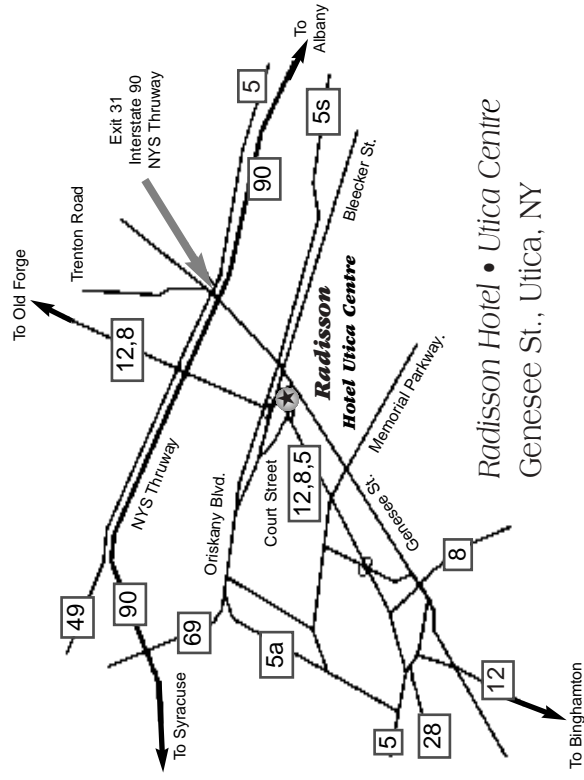 To Old Forge
Trenton Road
Exit 31
Interstate 90
NYS Thruway
To
Albany
12,8
5
90
5s
49
90
NYS Thruway
69
To Syracuse
Oriskany Blvd.
Court Street
12,8,5
5a
Bleecker St.
Radisson
Hotel Utica Centre
Memorial Parkway.
Genesee St.
8
5
28
12
To Binghamton
Radisson Hotel • Utica Centre
Genesee St., Utica, NY